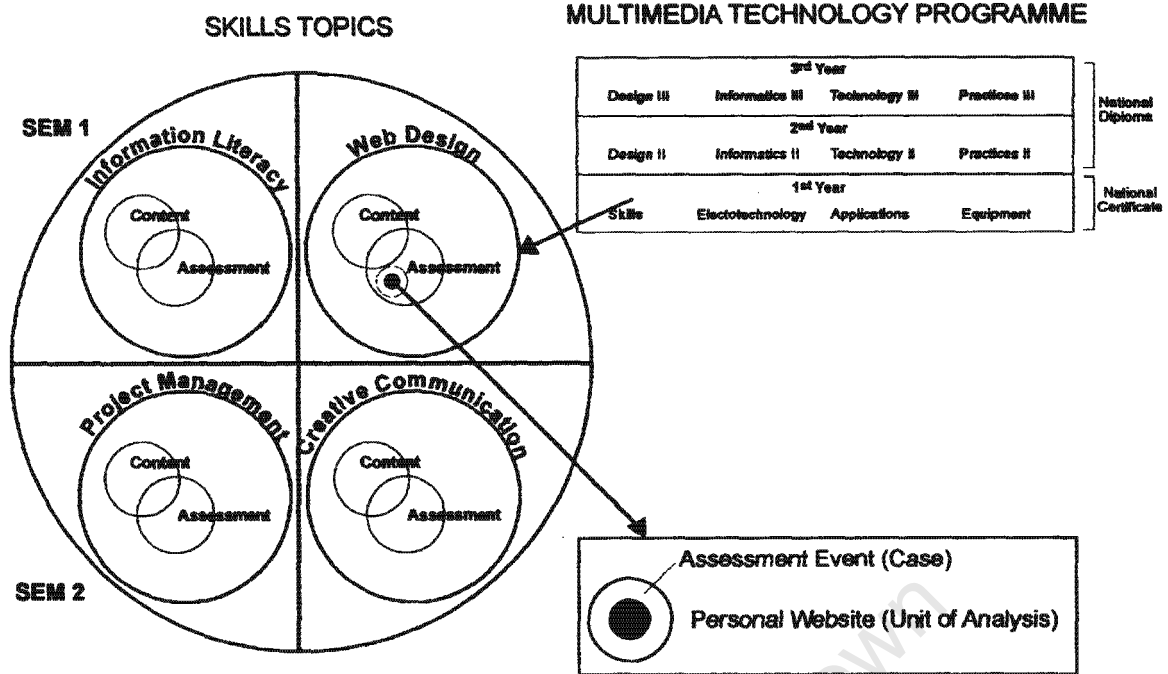 SKILLS TOPICS
MULTIMEDIA TECHNOLOGY PROGRAMME
3rd Year
Design III Informatics III Technology III Practices III
2nd Year
Design II Informatics II Technology II Practices II
National Diploma
1st Year
Skills Electotechnology Applications Equipment
National Certificate
SEM 1
Information Literacy
Content
Assessment
Web Design
Content
Assessment
Project Management
Content
Assessment
Creative Communication
Content
Assessment
SEM 2
Assessment Event (Case)
Personal Website (Unit of Analysis)